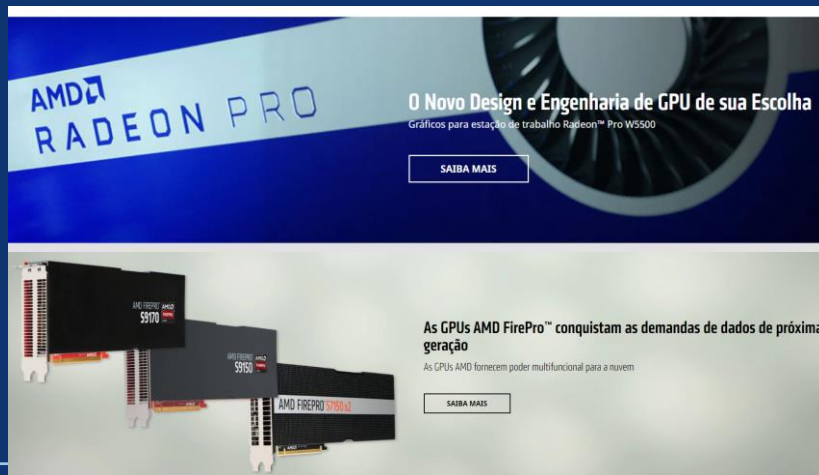 AMD
RADEON PRO
O Novo Design e Engenharia de GPU de sua Escolha
Gráficos para estação de trabalho Radeon™ Pro W5500
SAIBA MAIS
AMD FIREPRO AMD
S9170
AMD FIREPRO AMD
S9150
AMD FIREPRO S7150 x2
As GPUs AMD FirePro™ conquistam as demandas de dados de próxima
geração
As GPUs AMD fornecem poder multifuncional para a nuvem
SAIBA MAIS